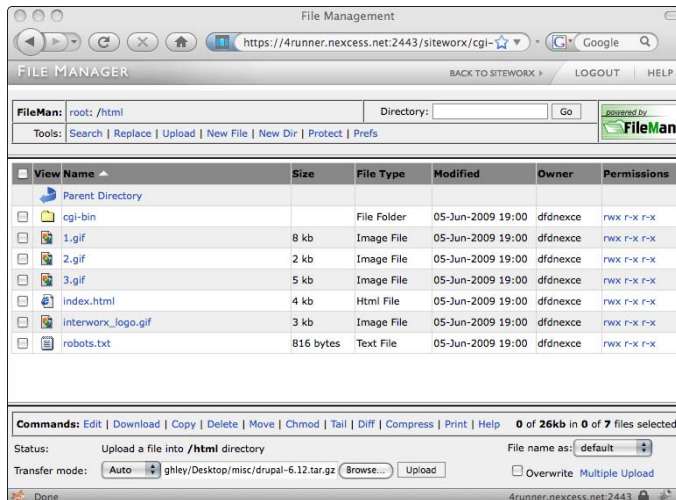 File Management
https://4runner.nexcess.net:2443/siteworx/cgi- Google
FILE MANAGER BACK TO SITEWORX LOGOUT HELP
FileMan: root: /html Directory: Go powered by FileMan
Tools: Search | Replace | Upload | New File | New Dir | Protect | Prefs
View Name Size File Type Modified Owner Permissions
Parent Directory
cgi-bin File Folder 05-Jun-2009 19:00 dfdnexce rwx r-x r-x
1.gif 8 kb Image File 05-Jun-2009 19:00 dfdnexce rwx r-x r-x
2.gif 2 kb Image File 05-Jun-2009 19:00 dfdnexce rwx r-x r-x
3.gif 5 kb Image File 05-Jun-2009 19:00 dfdnexce rwx r-x r-x
index.html 4 kb Html File 05-Jun-2009 19:00 dfdnexce rwx r-x r-x
interworx_logo.gif 3 kb Image File 05-Jun-2009 19:00 dfdnexce rwx r-x r-x
robots.txt 816 bytes Text File 05-Jun-2009 19:00 dfdnexce rwx r-x r-x
Commands: Edit | Download | Copy | Delete | Move | Chmod | Tail | Diff | Compress | Print | Help 0 of 26kb in 0 of 7 files selected
Status: Upload a file into /html directory File name as: default
Transfer mode: Auto ghley/Desktop/misc/drupal-6.12.tar.gz Browse... Upload Overwrite Multiple Upload
Done 4runner.nexcess.net:2443